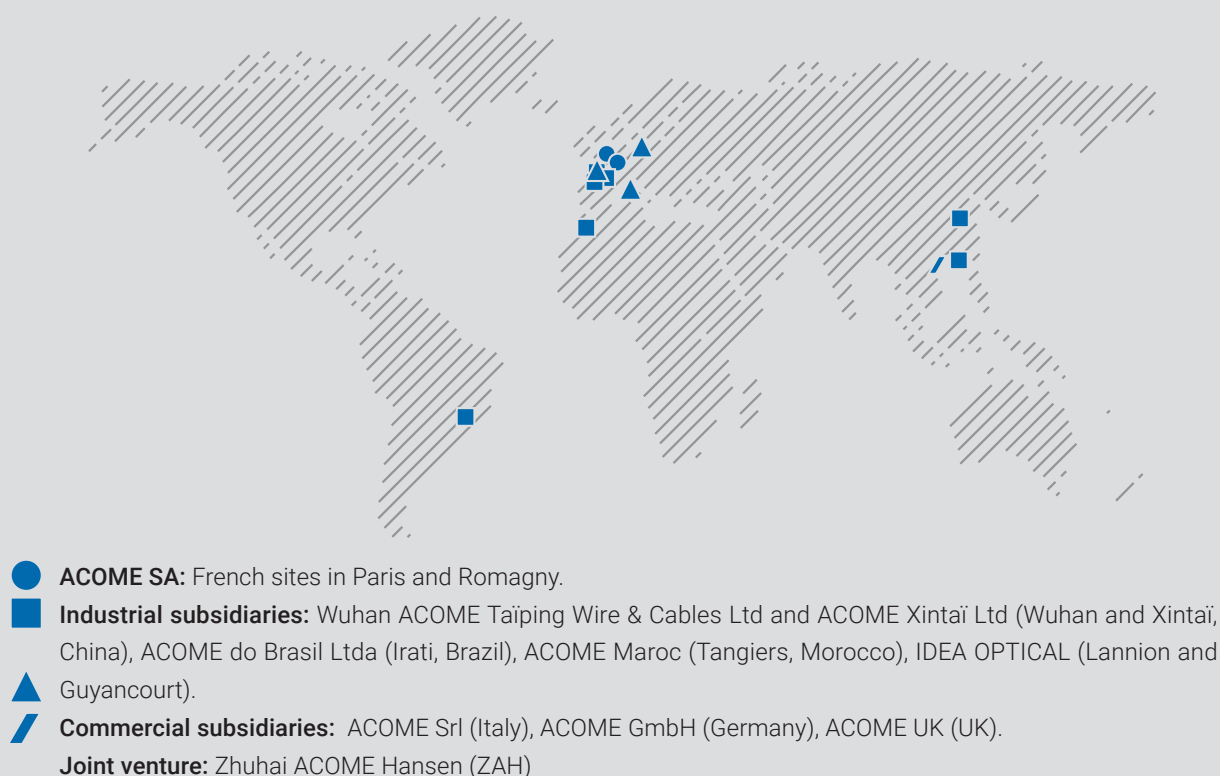 ACOME SA: French sites in Paris and Romagny.
Industrial subsidiaries: Wuhan ACOME Taïping Wire & Cables Ltd and ACOME Xintaï Ltd (Wuhan and Xintaï,
China), ACOME do Brasil Ltda (Irati, Brazil), ACOME Maroc (Tangiers, Morocco), IDEA OPTICAL (Lannion and
Guyancourt).
Commercial subsidiaries: ACOME Srl (Italy), ACOME GmbH (Germany), ACOME UK (UK).
Joint venture: Zhuhai ACOME Hansen (ZAH)